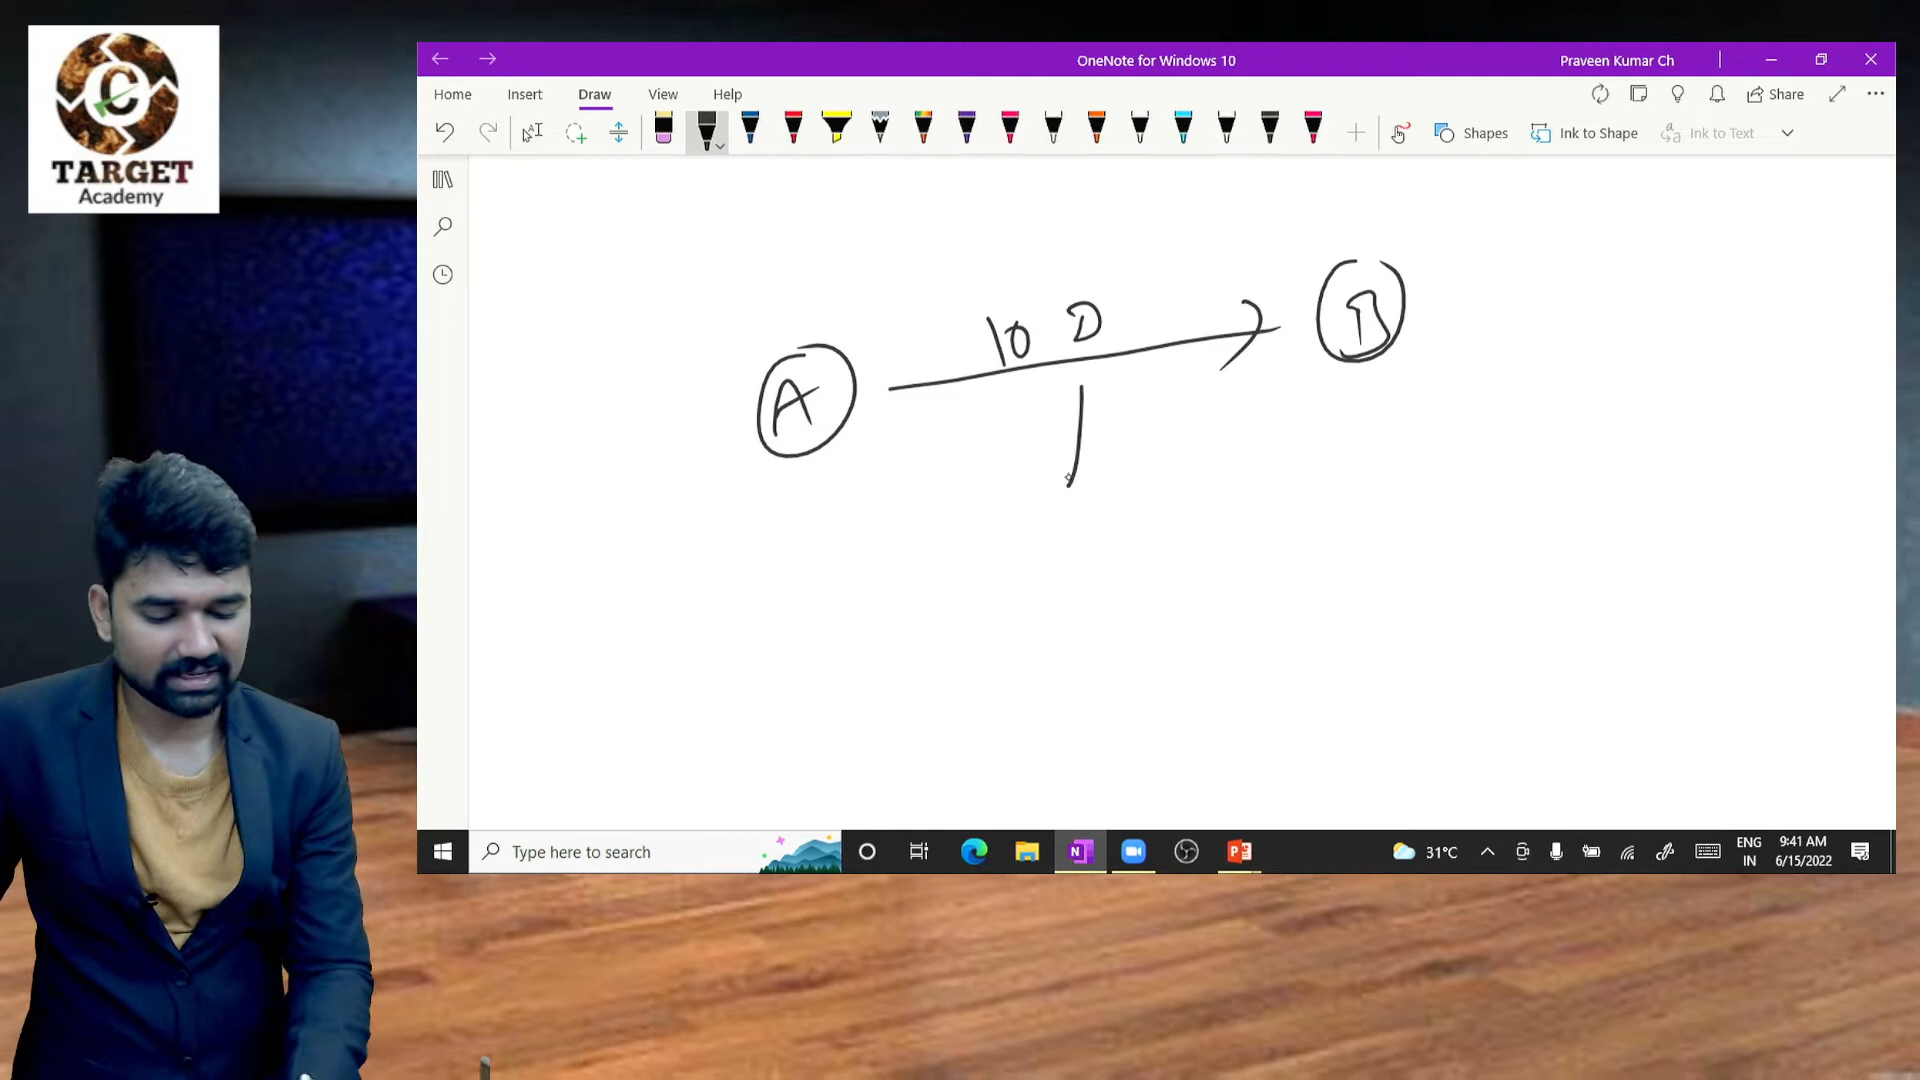 TARGET
Academy
OneNote for Windows 10
Praveen Kumar Ch
Home
Insert
Draw
View
Help
Share
Shapes
Ink to Shape
Ink to Text
10 D
A
B
Type here to search
31°C
ENG
IN
9:41 AM
6/15/2022